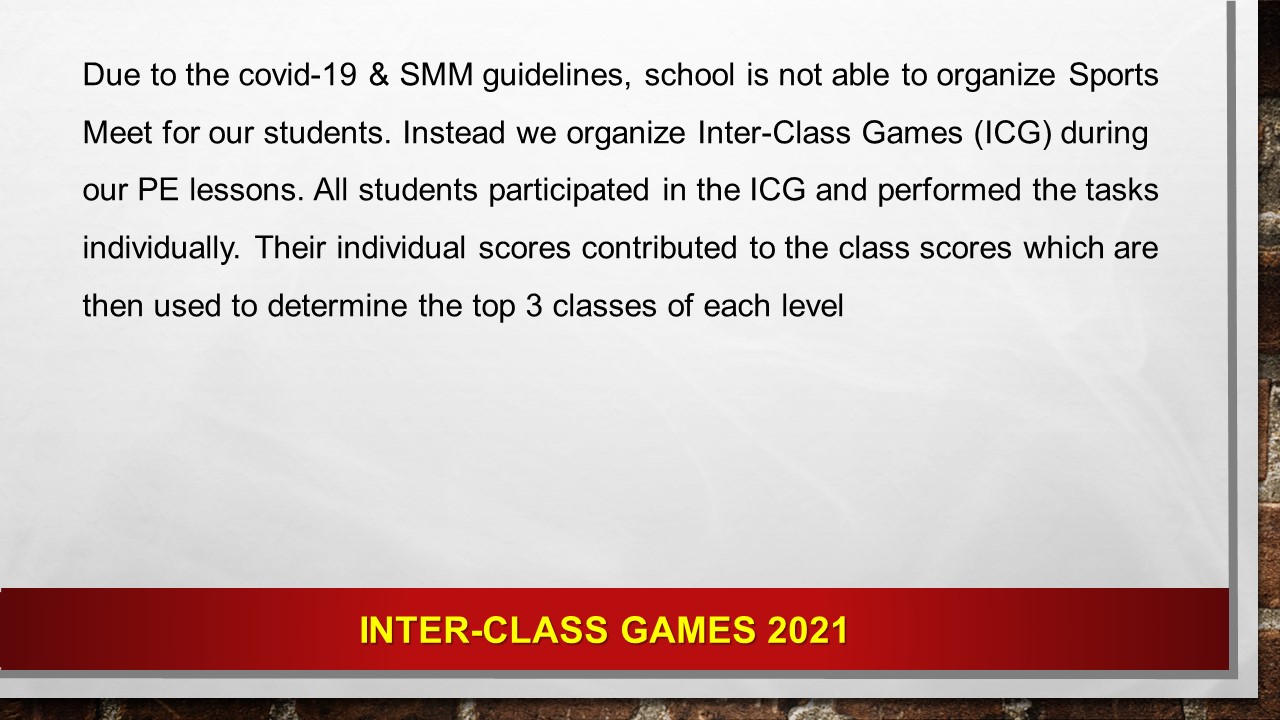 Due to the covid-19 & SMM guidelines, school is not able to organize Sports
Meet for our students. Instead we organize Inter-Class Games (ICG) during
our PE lessons. All students participated in the ICG and performed the tasks
individually. Their individual scores contributed to the class scores which are
then used to determine the top 3 classes of each level
INTER-CLASS GAMES 2021